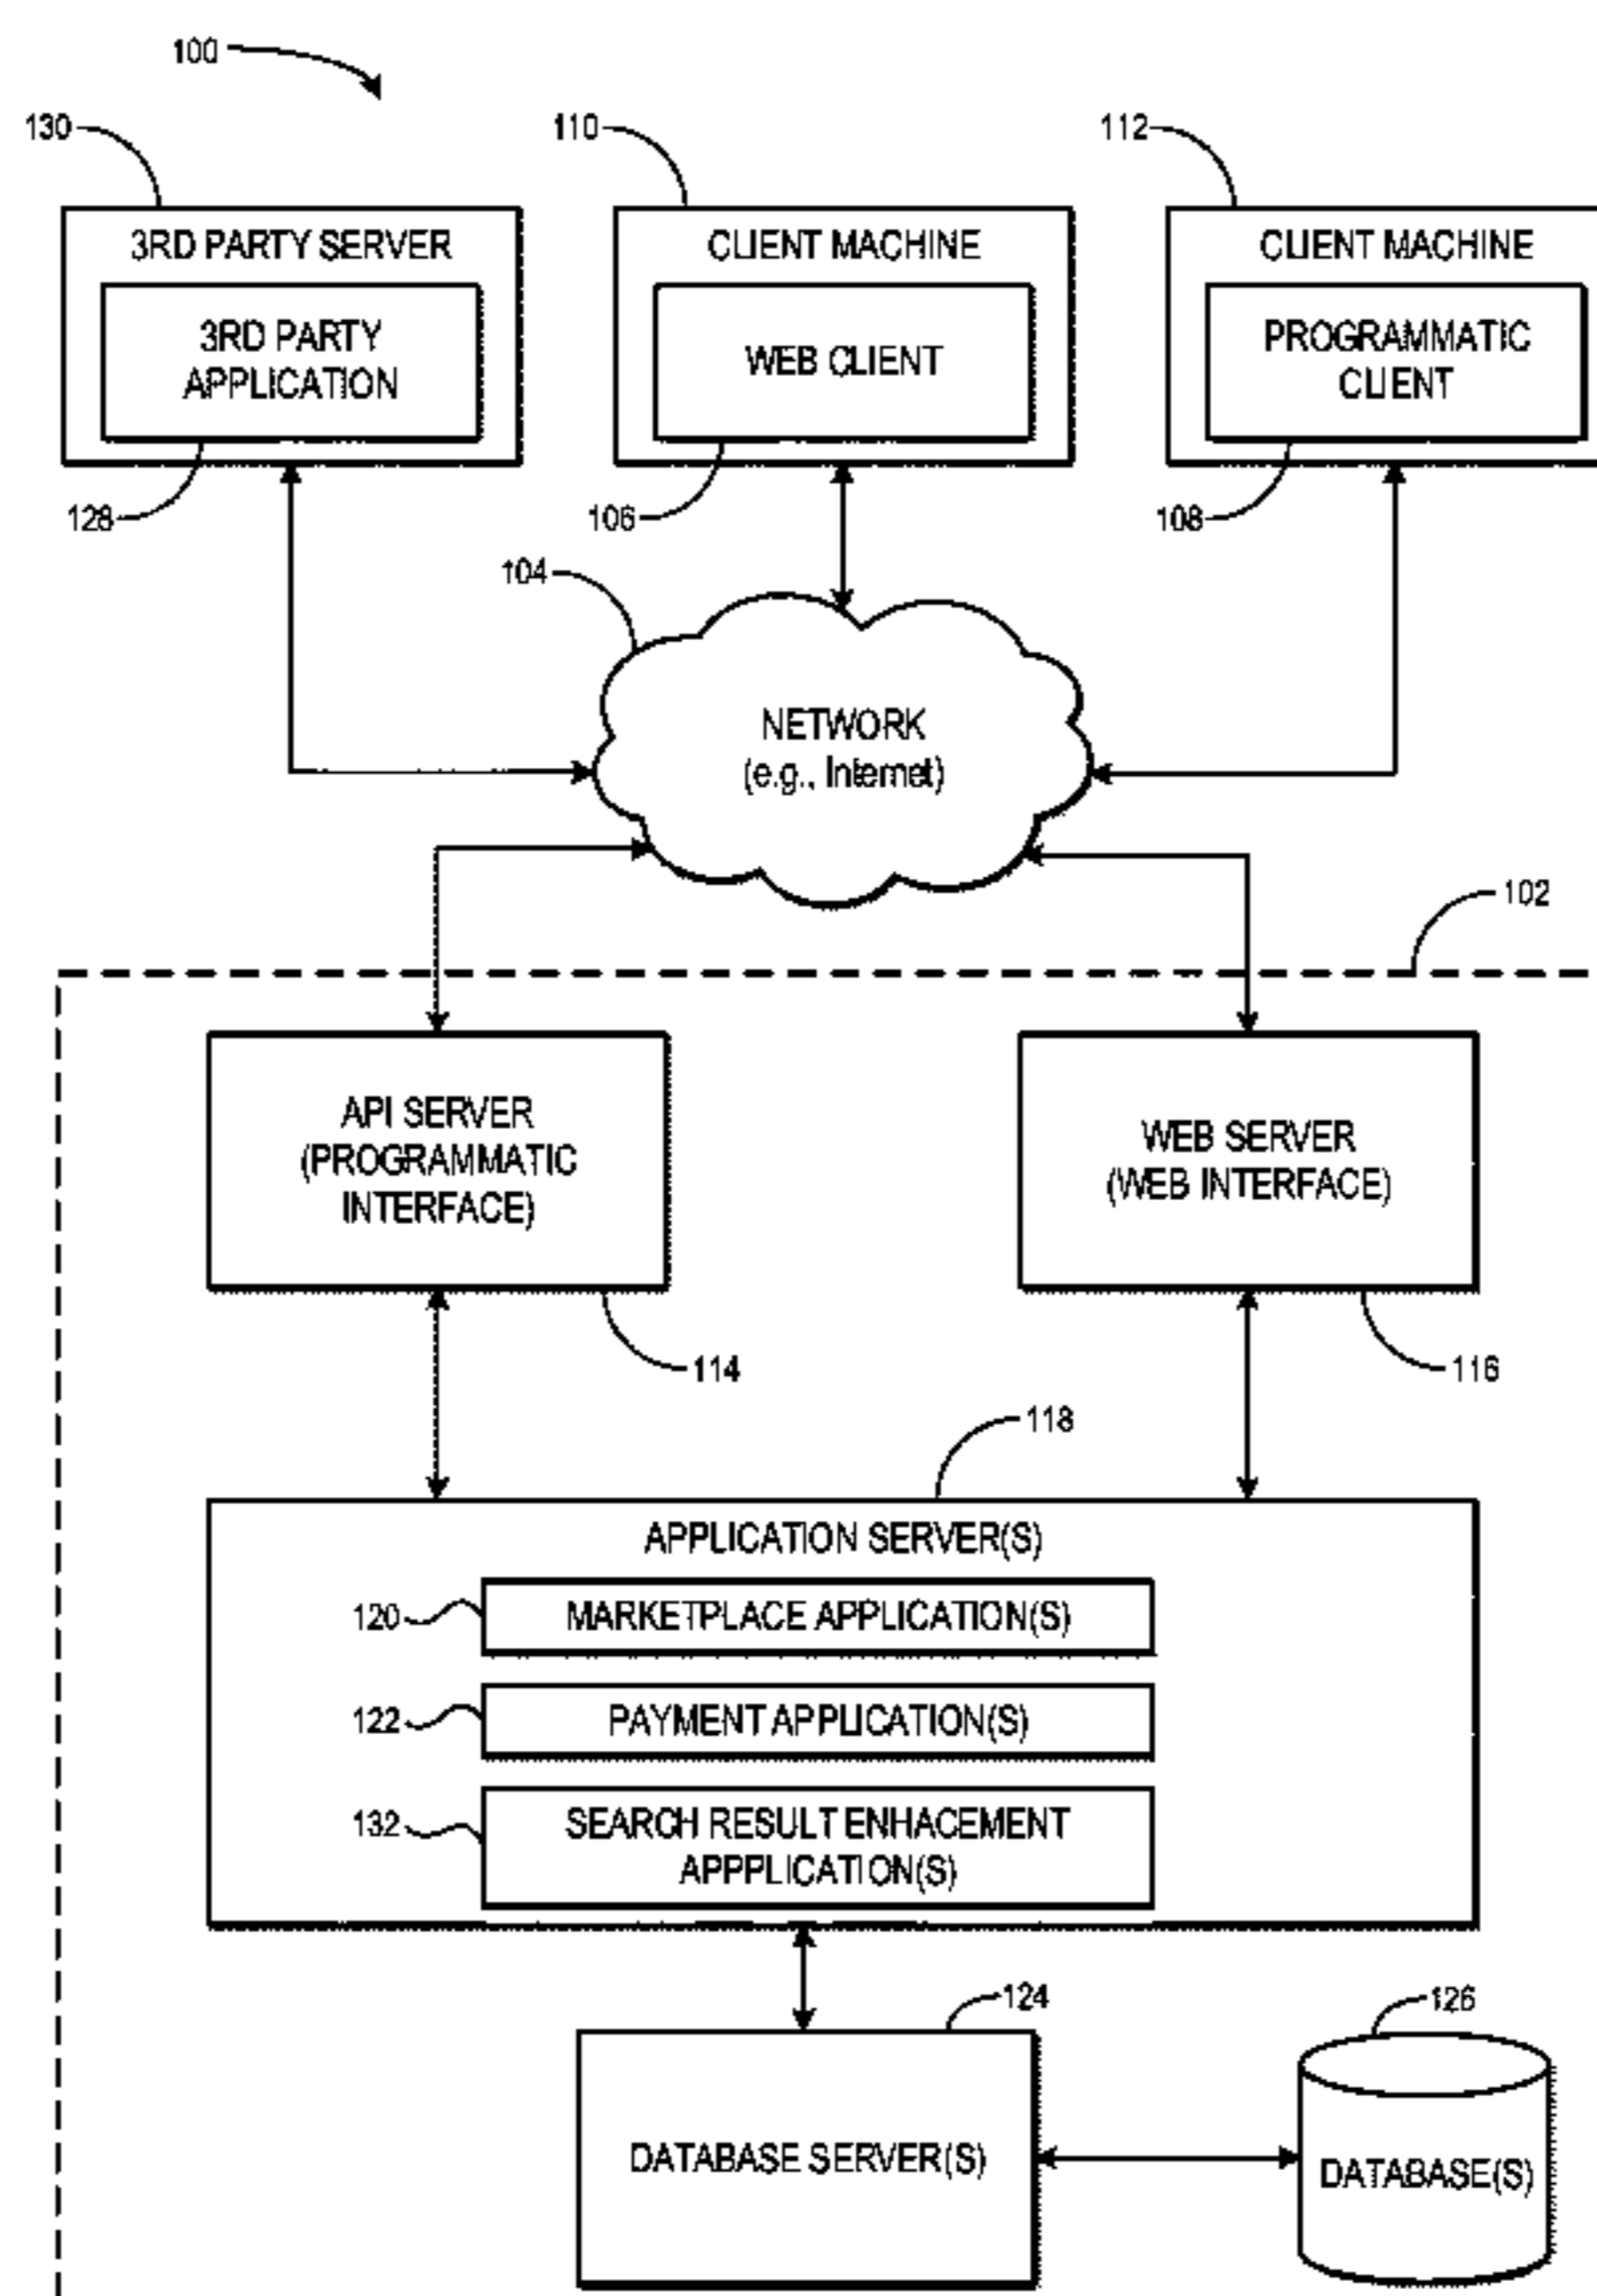 100
130
110
112
3RD PARTY SERVER
CLIENT MACHINE
CLIENT MACHINE
3RD PARTY
APPLICATION
WEB CLIENT
PROGRAMMATIC
CLIENT
128
106
108
104
NETWORK
(e.g., Internet)
102
API SERVER
(PROGRAMMATIC
INTERFACE)
WEB SERVER
(WEB INTERFACE)
114
116
118
APPLICATION SERVER(S)
120
MARKETPLACE APPLICATION(S)
122
PAYMENT APPLICATION(S)
132
SEARCH RESULT ENHACEMENT
APPPLICATION(S)
124
126
DATABASE SERVER(S)
DATABASE(S)